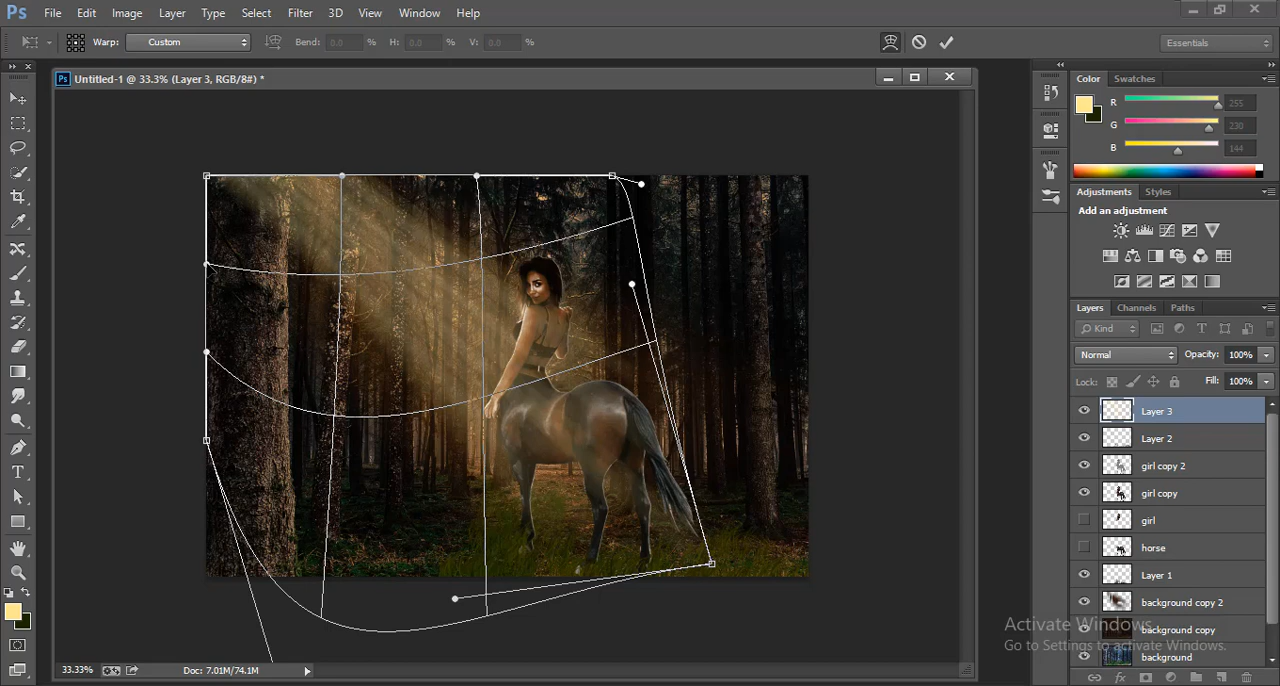 Ps File Edit Image Layer Type Select Filter 3D View Window Help
Warp: Custom Bend: 0.0 % H: 0.0 % V: 0.0 % Essentials
Ps Untitled-1 @ 33.3% (Layer 3, RGB/8#) *
Color Swatches
R 255
G 230
B 144
Adjustments Styles
Add an adjustment
Layers Channels Paths
Kind
Normal Opacity: 100%
Lock: Fill: 100%
Layer 3
Layer 2
girl copy 2
girl copy
girl
horse
Layer 1
background copy 2
background copy
background
Activate Windows
Go to Settings to activate Windows.
33.33% Doc: 7.01M/74.1M